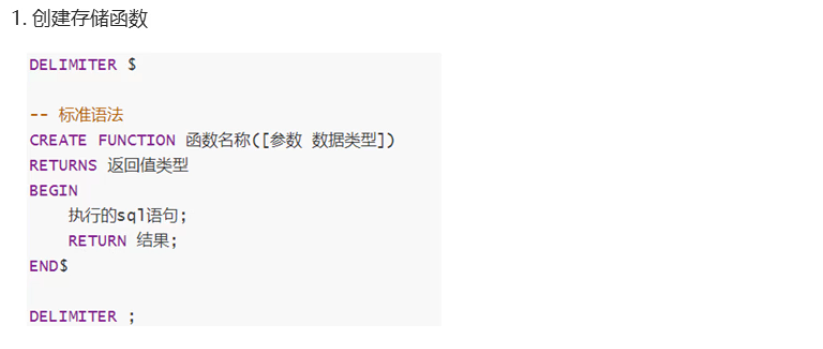 1. 创建存储函数
DELIMITER $
-- 标准语法
CREATE FUNCTION 函数名称([参数 数据类型])
RETURNS 返回值类型
BEGIN
    执行的sql语句;
    RETURN 结果;
END$
DELIMITER ;